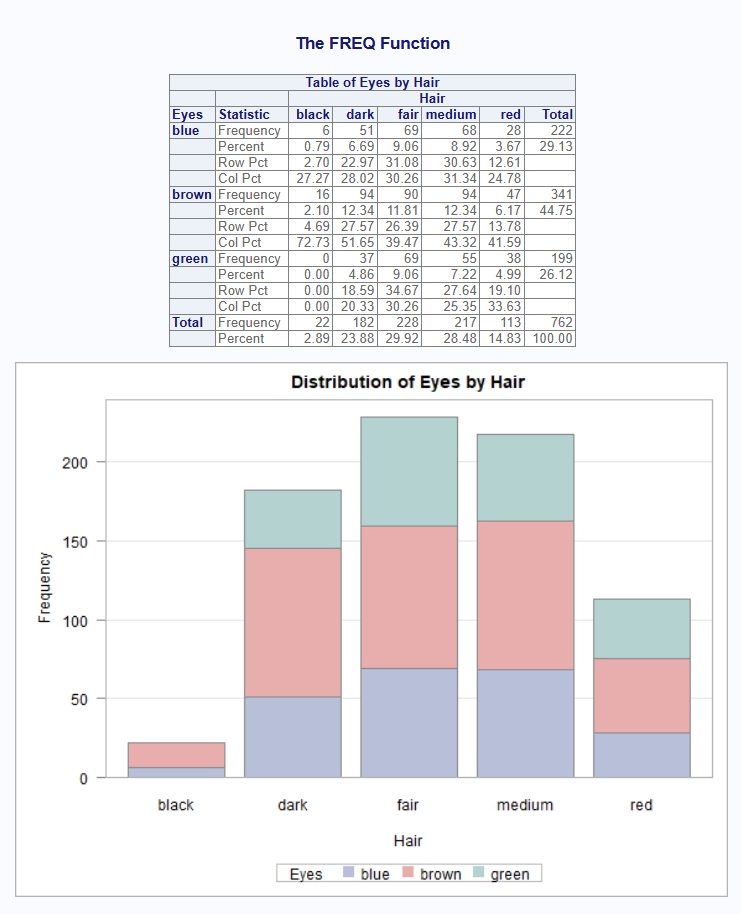 The FREQ Function
Table of Eyes by Hair
Hair
Eyes Statistic black dark fair medium red Total
blue Frequency 6 51 69 68 28 222
Percent 0.79 6.69 9.06 8.92 3.67 29.13
Row Pct 2.70 22.97 31.08 30.63 12.61
Col Pct 27.27 28.02 30.26 31.34 24.78
brown Frequency 16 94 90 94 47 341
Percent 2.10 12.34 11.81 12.34 6.17 44.75
Row Pct 4.69 27.57 26.39 27.57 13.78
Col Pct 72.73 51.65 39.47 43.32 41.59
green Frequency 0 37 69 55 38 199
Percent 0.00 4.86 9.06 7.22 4.99 26.12
Row Pct 0.00 18.59 34.67 27.64 19.10
Col Pct 0.00 20.33 30.26 25.35 33.63
Total Frequency 22 182 228 217 113 762
Percent 2.89 23.88 29.92 28.48 14.83 100.00
Distribution of Eyes by Hair
200
150
100
50
0
Frequency
black dark fair medium red
Hair
Eyes blue brown green